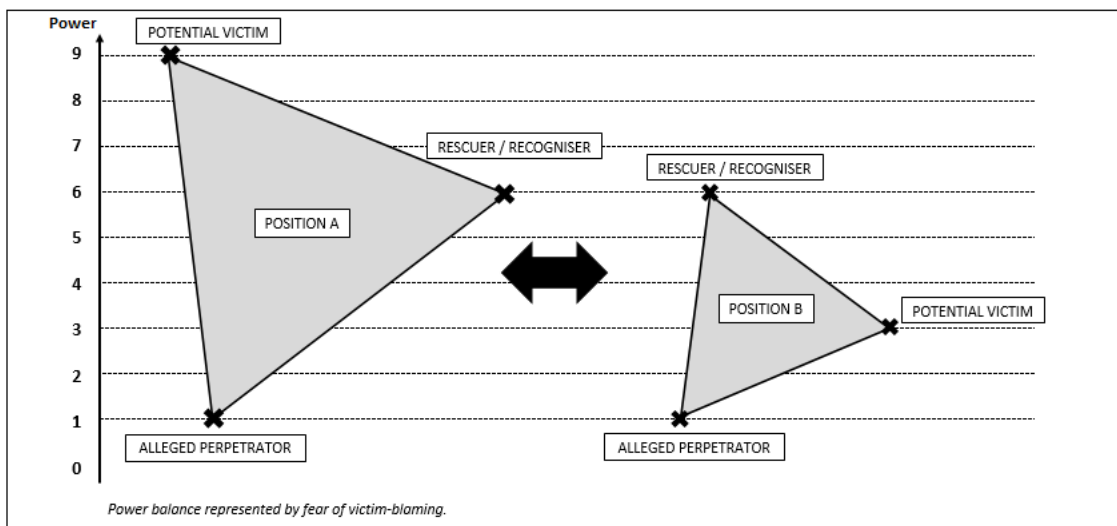 Power
POTENTIAL VICTIM
9
8
7
RESCUER / RECOGNISER
RESCUER / RECOGNISER
6
POSITION A
5
4
POSITION B
POTENTIAL VICTIM
3
2
1
ALLEGED PERPETRATOR
ALLEGED PERPETRATOR
0
Power balance represented by fear of victim-blaming.